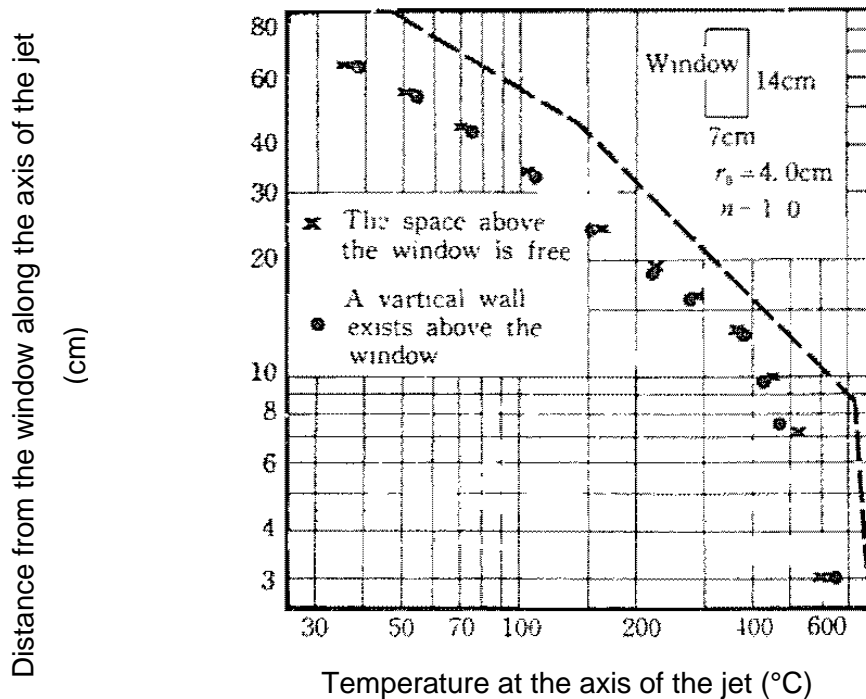 Distance from the window along the axis of the jet
(cm)
80
60
40
30
20
10
8
6
4
3
Window
14cm
7cm
r₀=4. 0cm
n=1 0
The space above
the window is free
A vartical wall
exists above the
window
30 50 70 100 200 400 600
Temperature at the axis of the jet (°C)